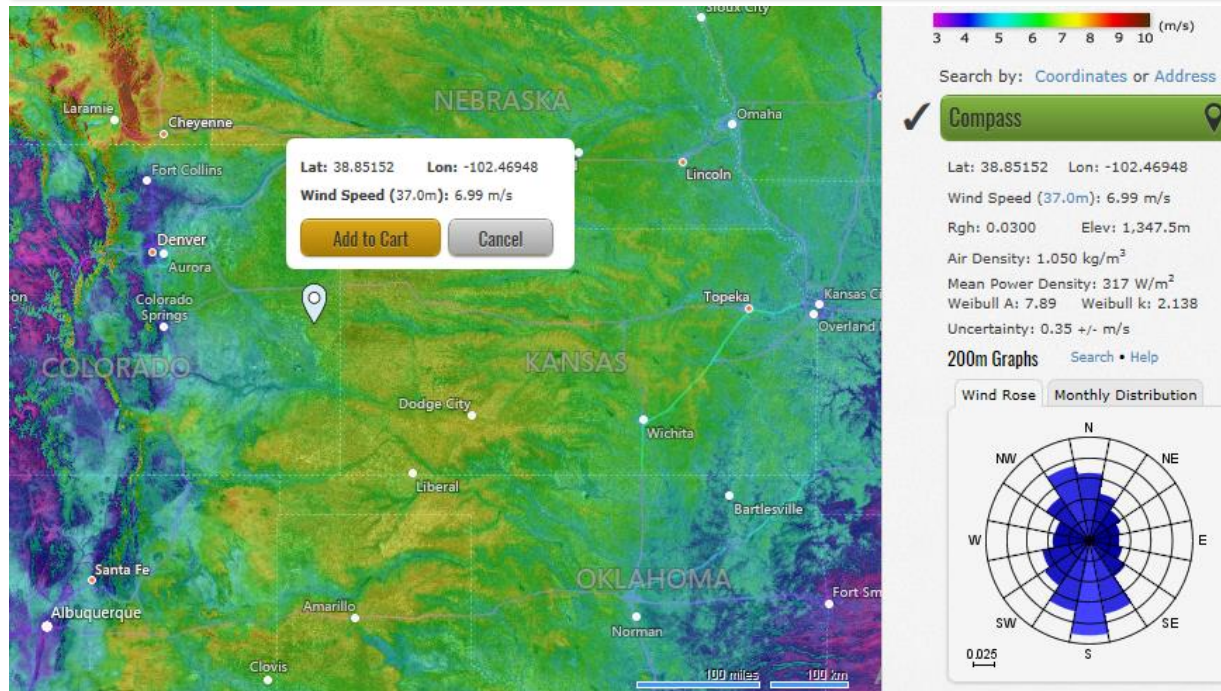 Sioux City
NEBRASKA
Laramie
Cheyenne
Omaha
Fort Collins
Lincoln
Lat: 38.85152 Lon: -102.46948
Wind Speed (37.0m): 6.99 m/s
Add to Cart Cancel
Denver
Aurora
Colorado
Springs
Topeka
Kansas Ci
Overland
COLORADO
KANSAS
Dodge City
Wichita
Liberal
Bartlesville
Santa Fe
OKLAHOMA
Albuquerque
Amarillo
Fort Sm
Norman
Clovis
100 miles 100 km
3 4 5 6 7 8 9 10 (m/s)
Search by: Coordinates or Address
Compass
Lat: 38.85152 Lon: -102.46948
Wind Speed (37.0m): 6.99 m/s
Rgh: 0.0300 Elev: 1,347.5m
Air Density: 1.050 kg/m³
Mean Power Density: 317 W/m²
Weibull A: 7.89 Weibull k: 2.138
Uncertainty: 0.35 +/- m/s
200m Graphs Search • Help
Wind Rose Monthly Distribution
N
NW NE
W E
SW SE
S
0.025